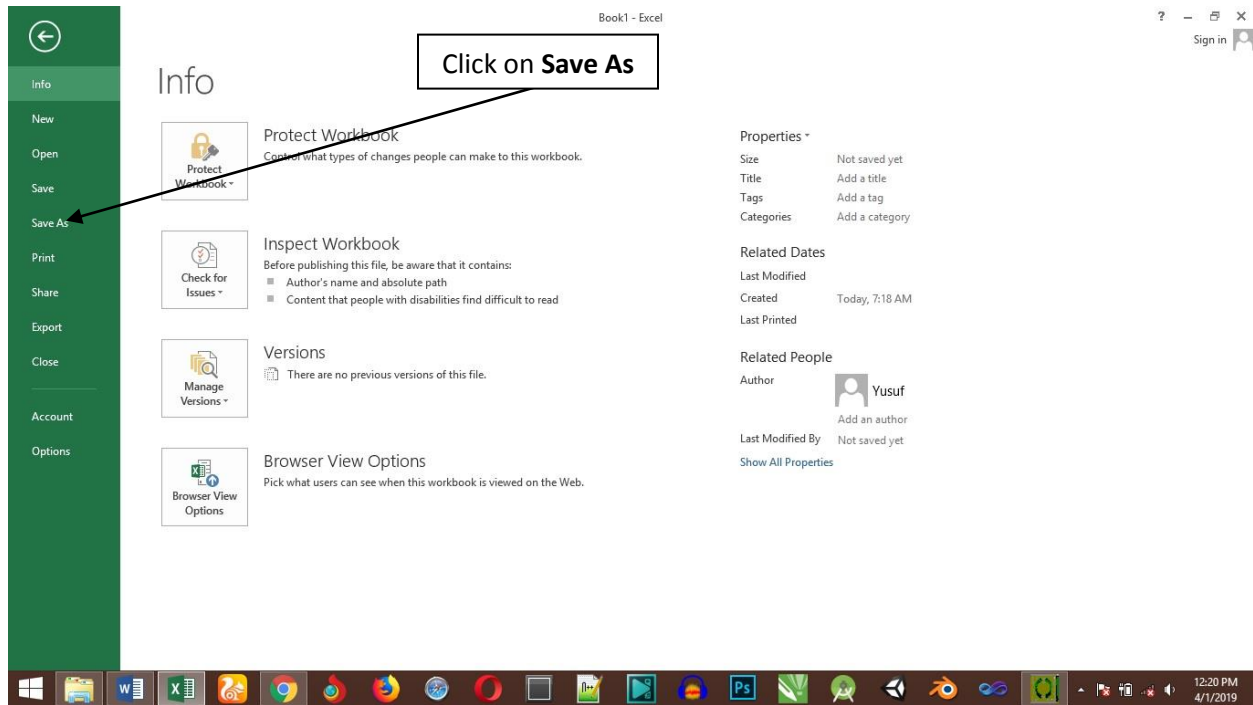 Book1 - Excel
? 
Sign in
Click on Save As
Info
New
Open
Save
Save As
Print
Share
Export
Close
Account
Options
Info
Protect
Workbook
Protect Workbook
Control what types of changes people can make to this workbook.
Check for
Issues
Inspect Workbook
Before publishing this file, be aware that it contains:
Author's name and absolute path
Content that people with disabilities find difficult to read
Manage
Versions
Versions
There are no previous versions of this file.
Browser View
Options
Browser View Options
Pick what users can see when this workbook is viewed on the Web.
Properties
Size Not saved yet
Title Add a title
Tags Add a tag
Categories Add a category
Related Dates
Last Modified
Created Today, 7:18 AM
Last Printed
Related People
Author Yusuf
Add an author
Last Modified By Not saved yet
Show All Properties
Ps
12:20 PM
4/1/2019